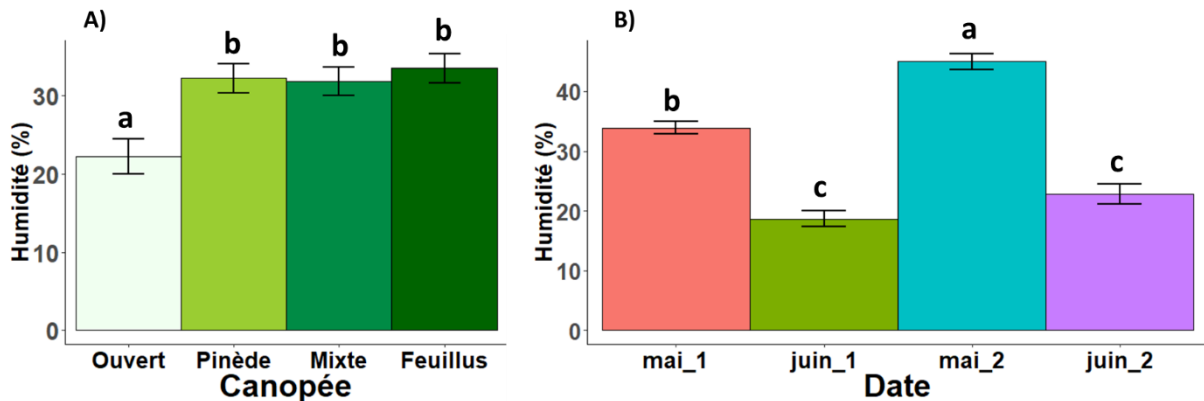 A)
Humidité (%)
30
20
10
0
a
b
b
b
Ouvert Pinède Mixte Feuillus
Canopée
B)
Humidité (%)
40
30
20
10
0
b
c
a
c
mai_1 juin_1 mai_2 juin_2
Date